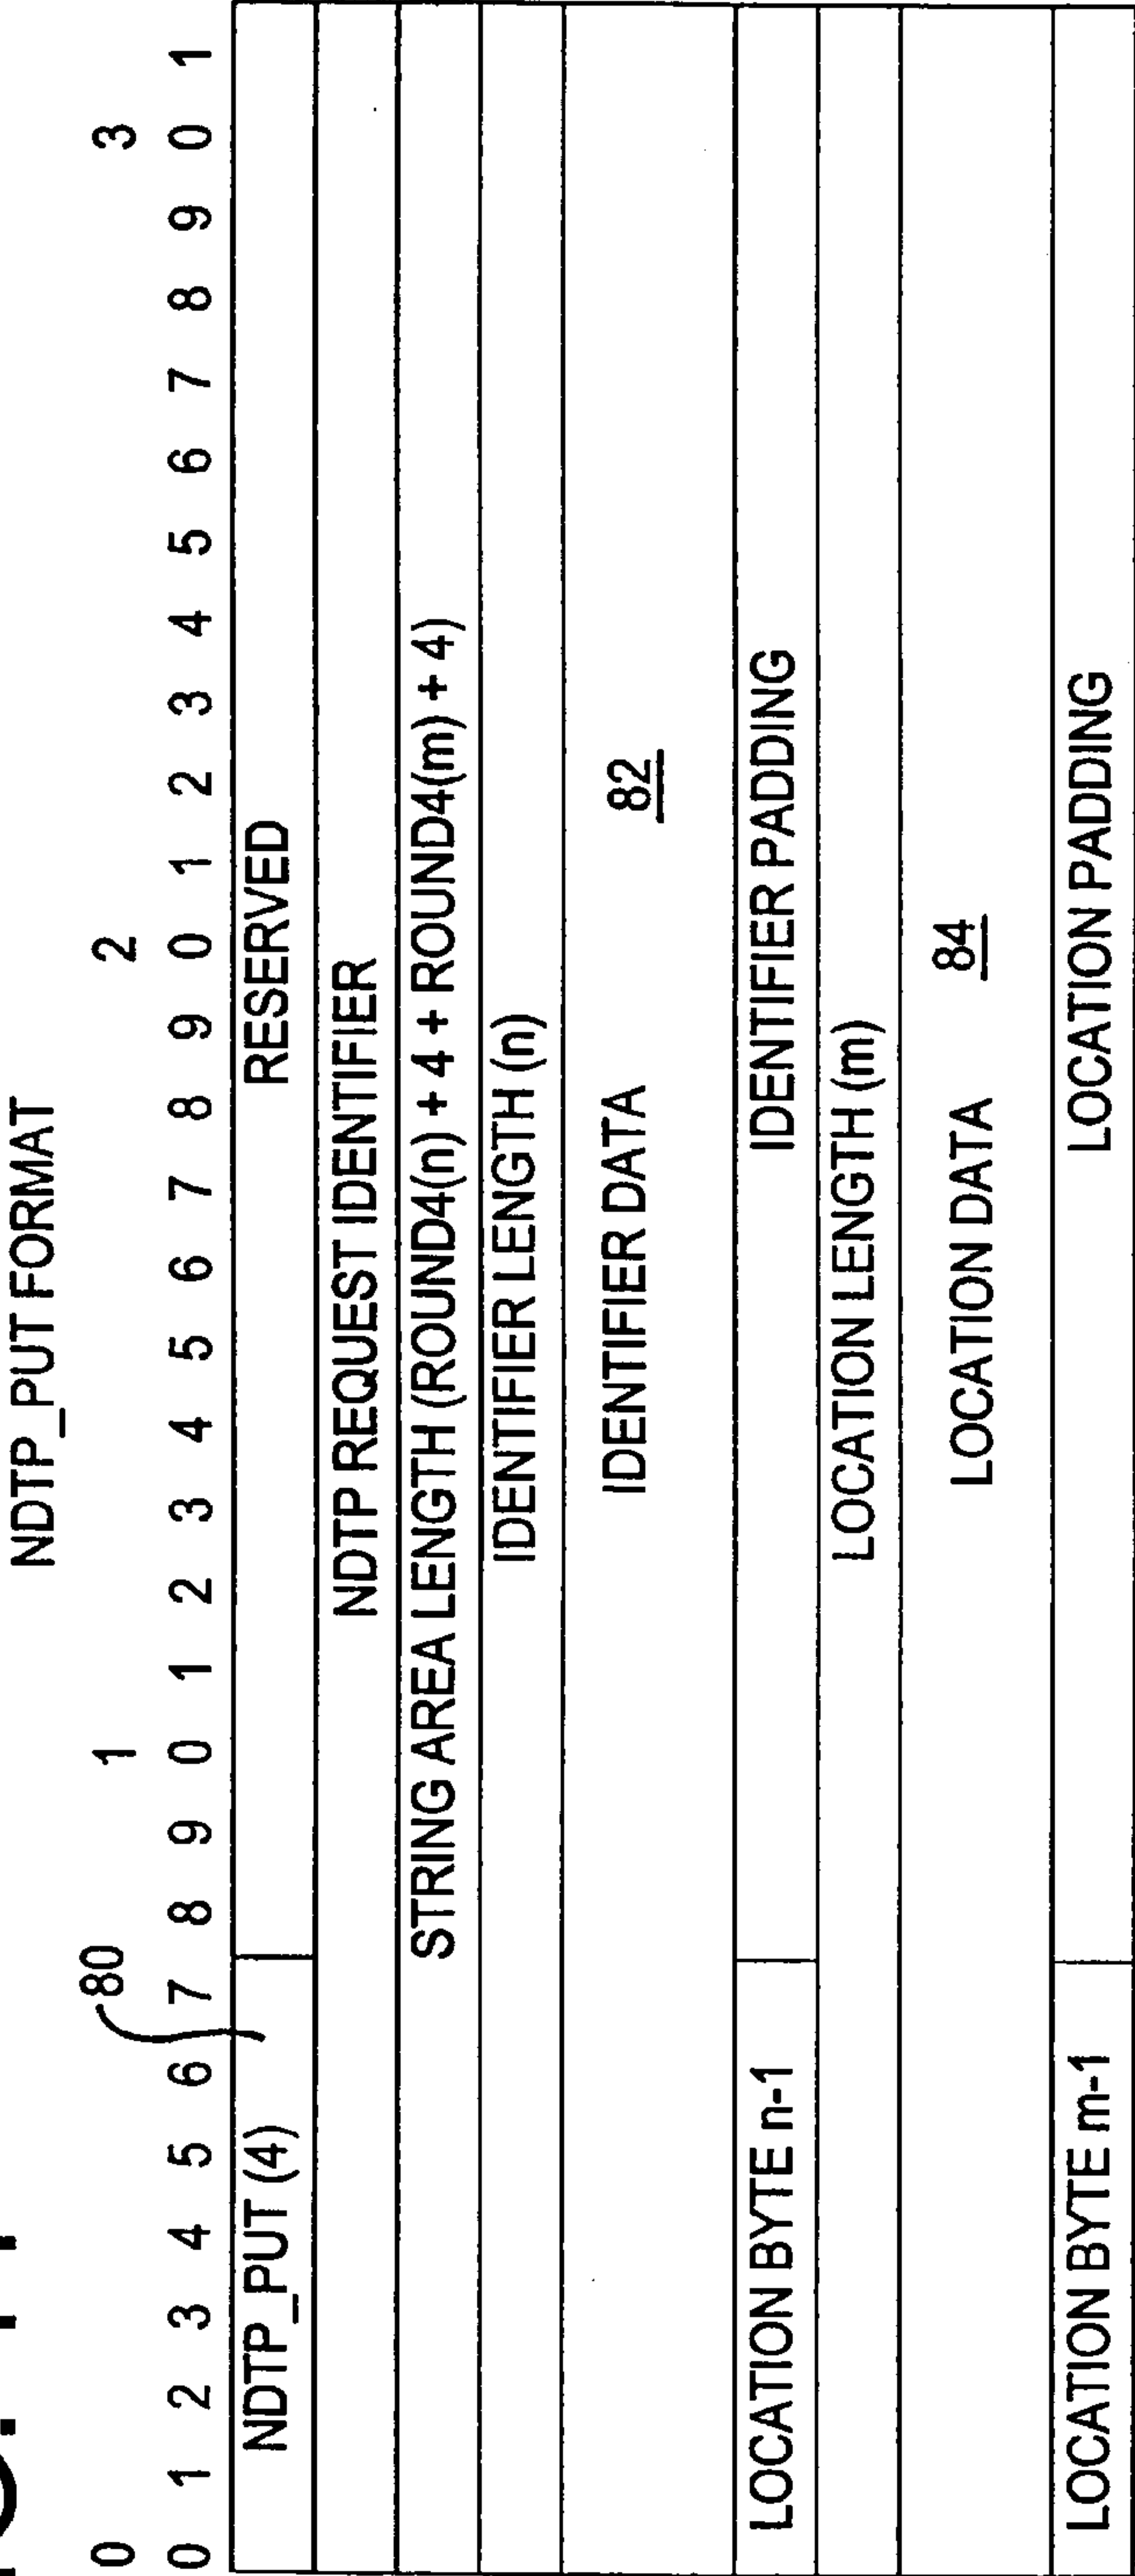 NDTP_PUT FORMAT
0 1 2 3
0 1 2 3 4 5 6 7 8 9 0 1 2 3 4 5 6 7 8 9 0 1 2 3 4 5 6 7 8 9 0 1
80
NDTP_PUT (4) RESERVED
NDTP REQUEST IDENTIFIER
STRING AREA LENGTH (ROUND4(n) + 4 + ROUND4(m) + 4)
IDENTIFIER LENGTH (n)
IDENTIFIER DATA 82
LOCATION BYTE n-1 IDENTIFIER PADDING
LOCATION LENGTH (m)
LOCATION DATA 84
LOCATION BYTE m-1 LOCATION PADDING